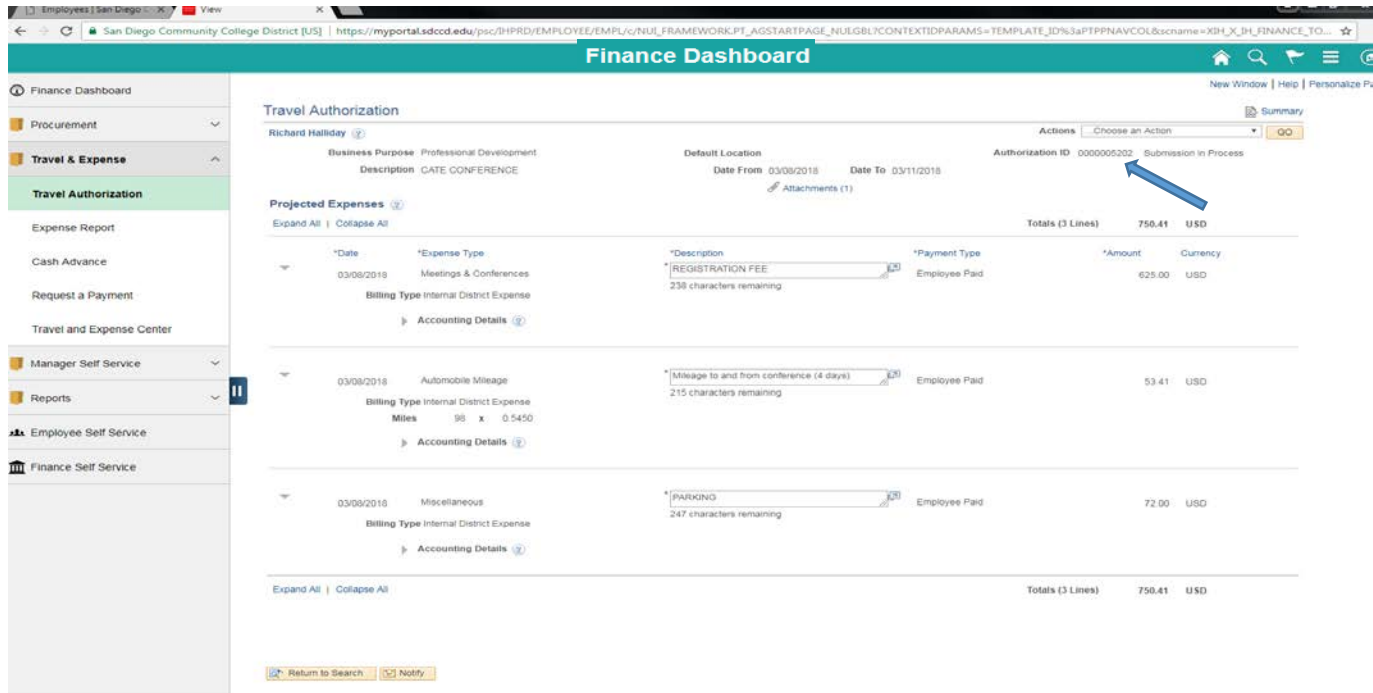 Employees | San Diego C
View
San Diego Community College District [US] | https://myportal.sdccd.edu/psc/IHPRD/EMPLOYEE/EMPL/c/NUI_FRAMEWORK.PT_AGSTARTPAGE_NUI.GBL?CONTEXTIDPARAMS=TEMPLATE_ID%3aPTPPNAVCOL&scname=XIH_X_IH_FINANCE_TO...
Finance Dashboard
New Window | Help | Personalize Pa
Finance Dashboard
Procurement
Travel & Expense
Travel Authorization
Expense Report
Cash Advance
Request a Payment
Travel and Expense Center
Manager Self Service
Reports
Employee Self Service
Finance Self Service
Travel Authorization
Summary
Richard Halliday
Actions ...Choose an Action GO
Business Purpose Professional Development Default Location Authorization ID 0000005202 Submission in Process
Description CATE CONFERENCE Date From 03/08/2018 Date To 03/11/2018
Attachments (1)
Projected Expenses
Expand All | Collapse All Totals (3 Lines) 750.41 USD
*Date *Expense Type *Description *Payment Type *Amount Currency
03/08/2018 Meetings & Conferences * REGISTRATION FEE Employee Paid 625.00 USD
238 characters remaining
Billing Type Internal District Expense
Accounting Details
03/08/2018 Automobile Mileage * Mileage to and from conference (4 days) Employee Paid 53.41 USD
215 characters remaining
Billing Type Internal District Expense
Miles 98 x 0.5450
Accounting Details
03/08/2018 Miscellaneous * PARKING Employee Paid 72.00 USD
247 characters remaining
Billing Type Internal District Expense
Accounting Details
Expand All | Collapse All Totals (3 Lines) 750.41 USD
Return to Search Notify